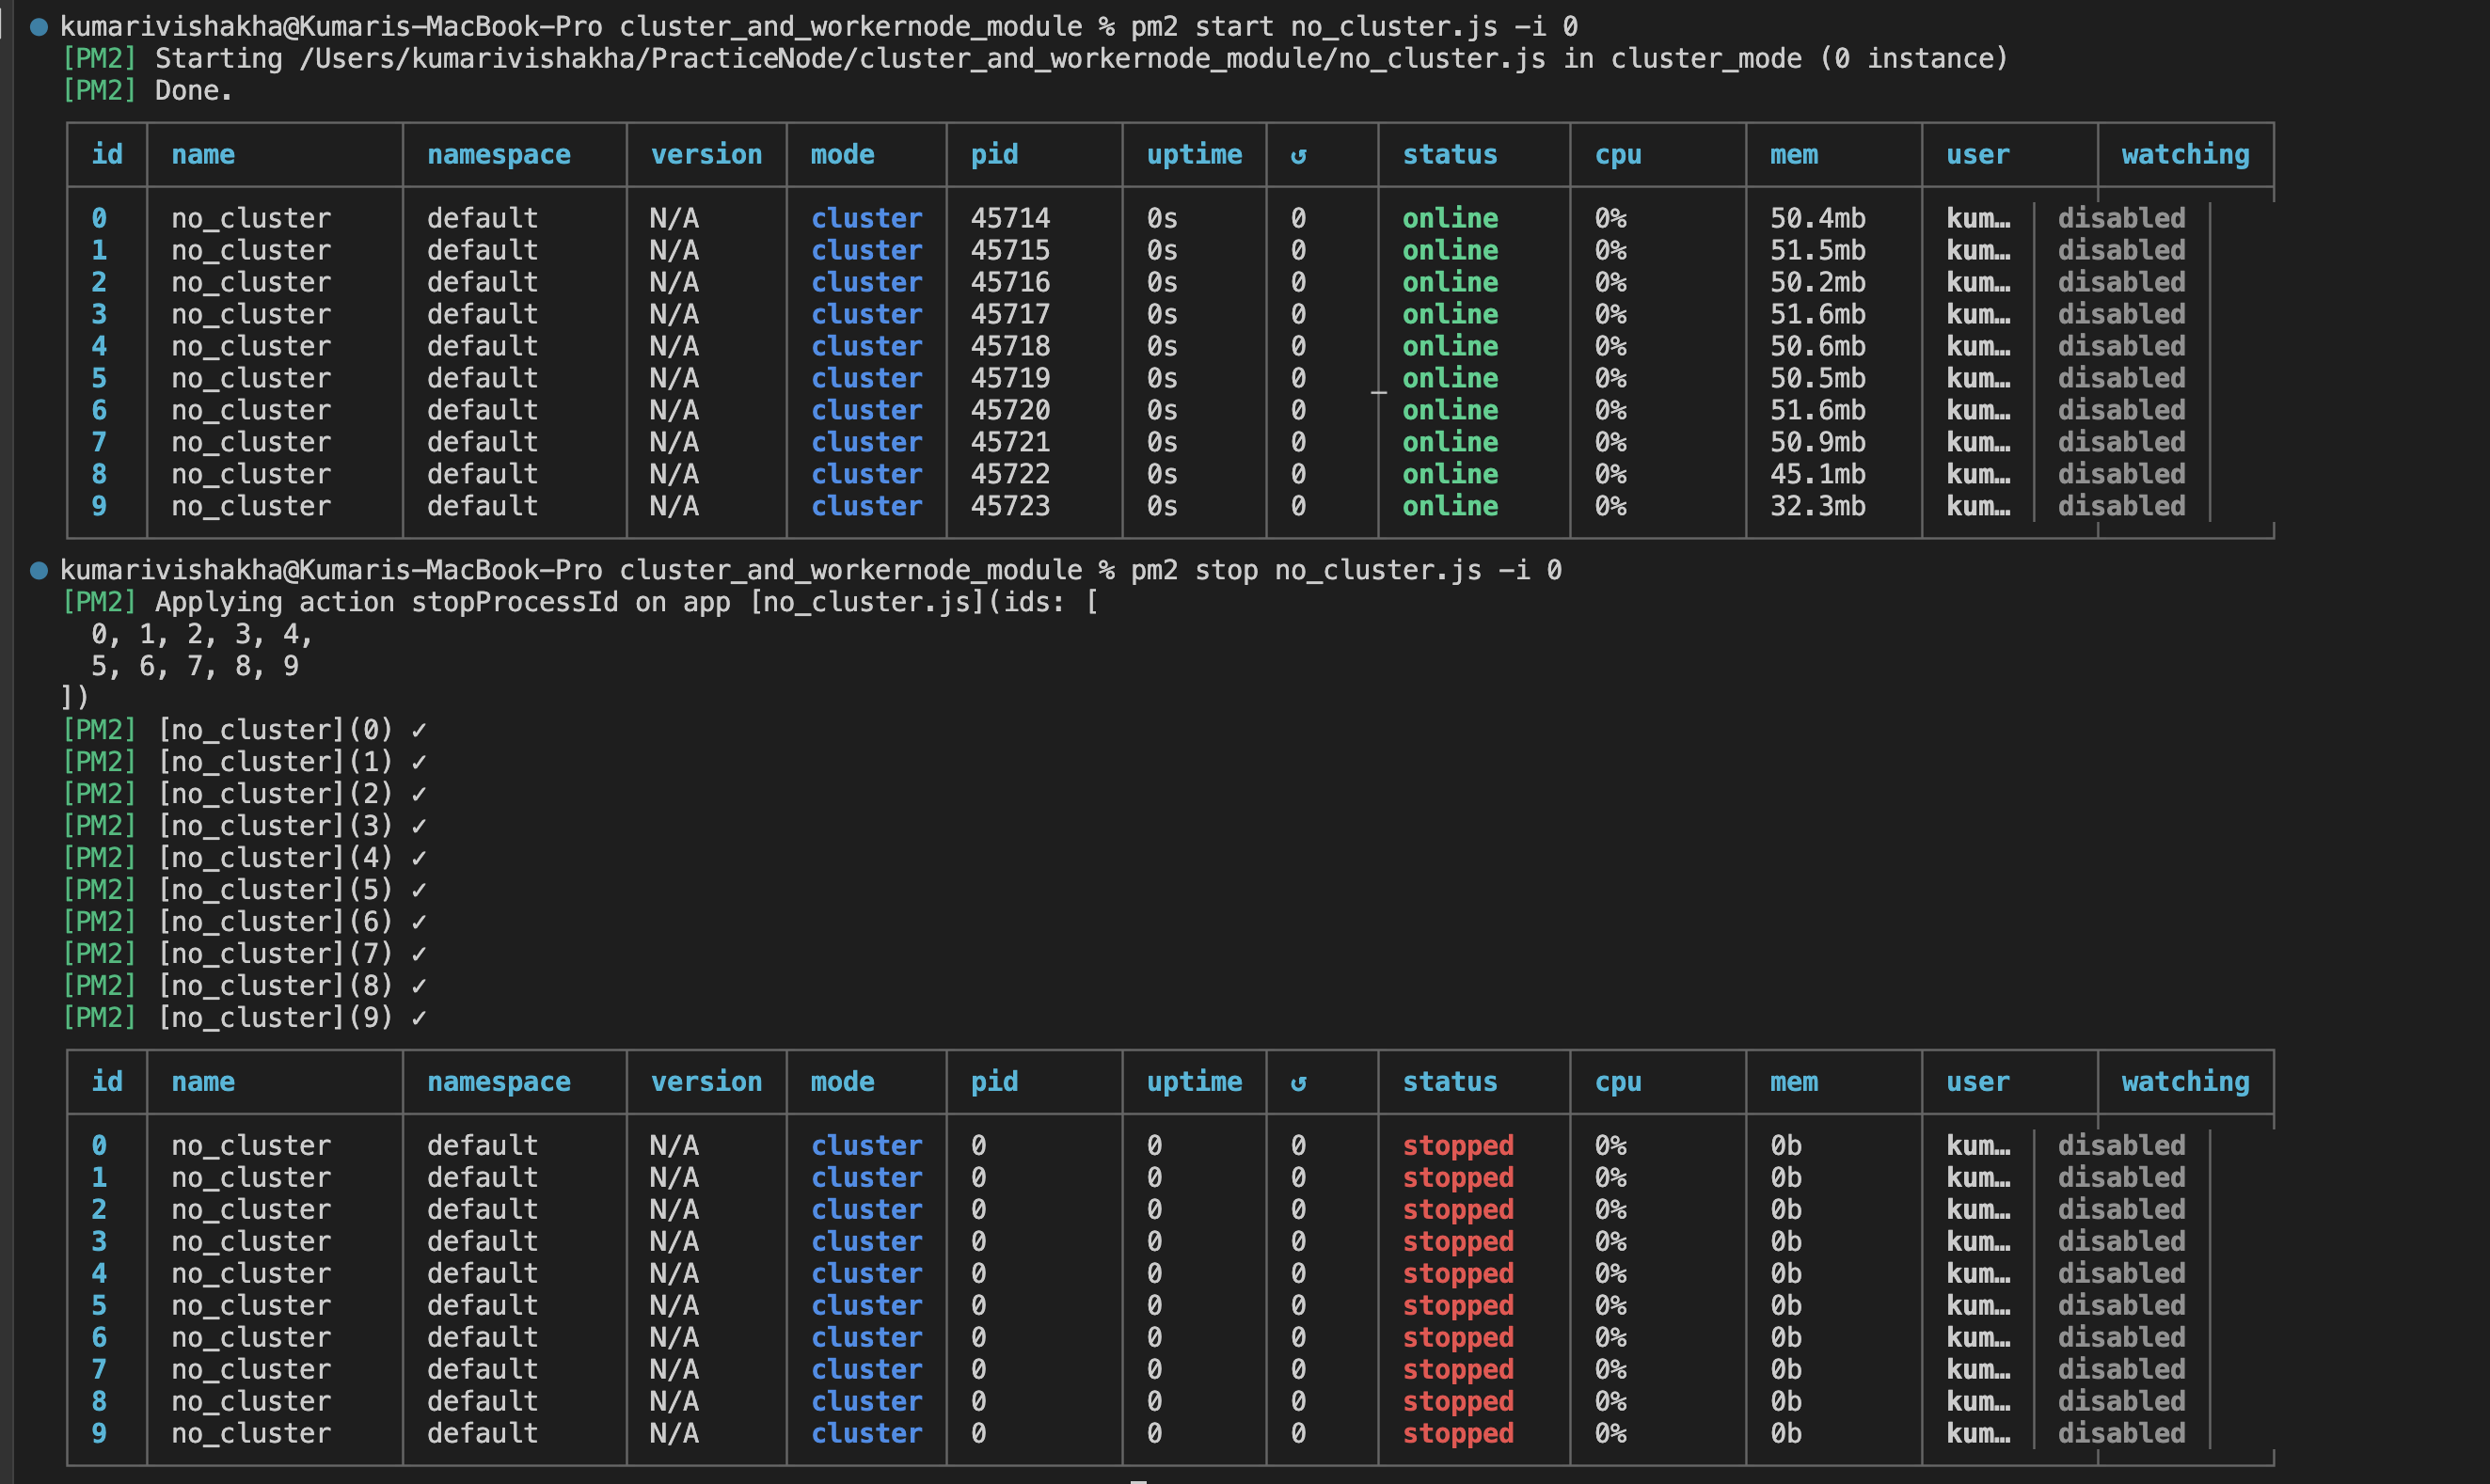 kumarivishakha@Kumaris-MacBook-Pro cluster_and_workernode_module % pm2 start no_cluster.js -i 0
[PM2] Starting /Users/kumarivishakha/PracticeNode/cluster_and_workernode_module/no_cluster.js in cluster_mode (0 instance)
[PM2] Done.
id name namespace version mode pid uptime ↺ status cpu mem user watching
0 no_cluster default N/A cluster 45714 0s 0 online 0% 50.4mb kum… disabled
1 no_cluster default N/A cluster 45715 0s 0 online 0% 51.5mb kum… disabled
2 no_cluster default N/A cluster 45716 0s 0 online 0% 50.2mb kum… disabled
3 no_cluster default N/A cluster 45717 0s 0 online 0% 51.6mb kum… disabled
4 no_cluster default N/A cluster 45718 0s 0 online 0% 50.6mb kum… disabled
5 no_cluster default N/A cluster 45719 0s 0 online 0% 50.5mb kum… disabled
6 no_cluster default N/A cluster 45720 0s 0 online 0% 51.6mb kum… disabled
7 no_cluster default N/A cluster 45721 0s 0 online 0% 50.9mb kum… disabled
8 no_cluster default N/A cluster 45722 0s 0 online 0% 45.1mb kum… disabled
9 no_cluster default N/A cluster 45723 0s 0 online 0% 32.3mb kum… disabled
kumarivishakha@Kumaris-MacBook-Pro cluster_and_workernode_module % pm2 stop no_cluster.js -i 0
[PM2] Applying action stopProcessId on app [no_cluster.js](ids: [
0, 1, 2, 3, 4,
5, 6, 7, 8, 9
])
[PM2] [no_cluster](0) ✓
[PM2] [no_cluster](1) ✓
[PM2] [no_cluster](2) ✓
[PM2] [no_cluster](3) ✓
[PM2] [no_cluster](4) ✓
[PM2] [no_cluster](5) ✓
[PM2] [no_cluster](6) ✓
[PM2] [no_cluster](7) ✓
[PM2] [no_cluster](8) ✓
[PM2] [no_cluster](9) ✓
id name namespace version mode pid uptime ↺ status cpu mem user watching
0 no_cluster default N/A cluster 0 0 0 stopped 0% 0b kum… disabled
1 no_cluster default N/A cluster 0 0 0 stopped 0% 0b kum… disabled
2 no_cluster default N/A cluster 0 0 0 stopped 0% 0b kum… disabled
3 no_cluster default N/A cluster 0 0 0 stopped 0% 0b kum… disabled
4 no_cluster default N/A cluster 0 0 0 stopped 0% 0b kum… disabled
5 no_cluster default N/A cluster 0 0 0 stopped 0% 0b kum… disabled
6 no_cluster default N/A cluster 0 0 0 stopped 0% 0b kum… disabled
7 no_cluster default N/A cluster 0 0 0 stopped 0% 0b kum… disabled
8 no_cluster default N/A cluster 0 0 0 stopped 0% 0b kum… disabled
9 no_cluster default N/A cluster 0 0 0 stopped 0% 0b kum… disabled